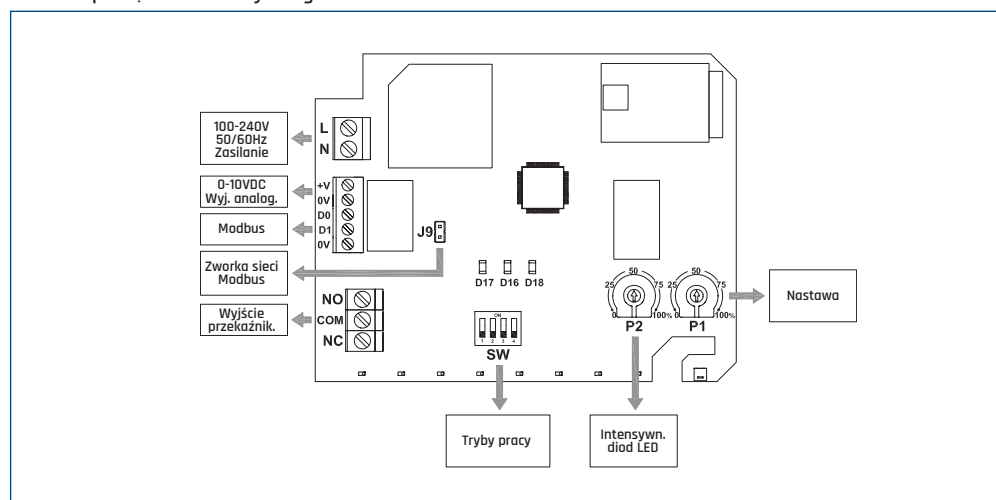 100-240V
50/60Hz
Zasilanie
L
N
0-10VDC
Wyj. analog.
+V
0V
D0
D1
0V
Modbus
J9
Zworka sieci
Modbus
D17 D16 D18
Wyjście
przekaźnik.
NO
COM
NC
ON
1 2 3 4
SW
0 25 50 75 100%
P2
0 25 50 75 100%
P1
Nastawa
Tryby pracy
Intensywn.
diod LED